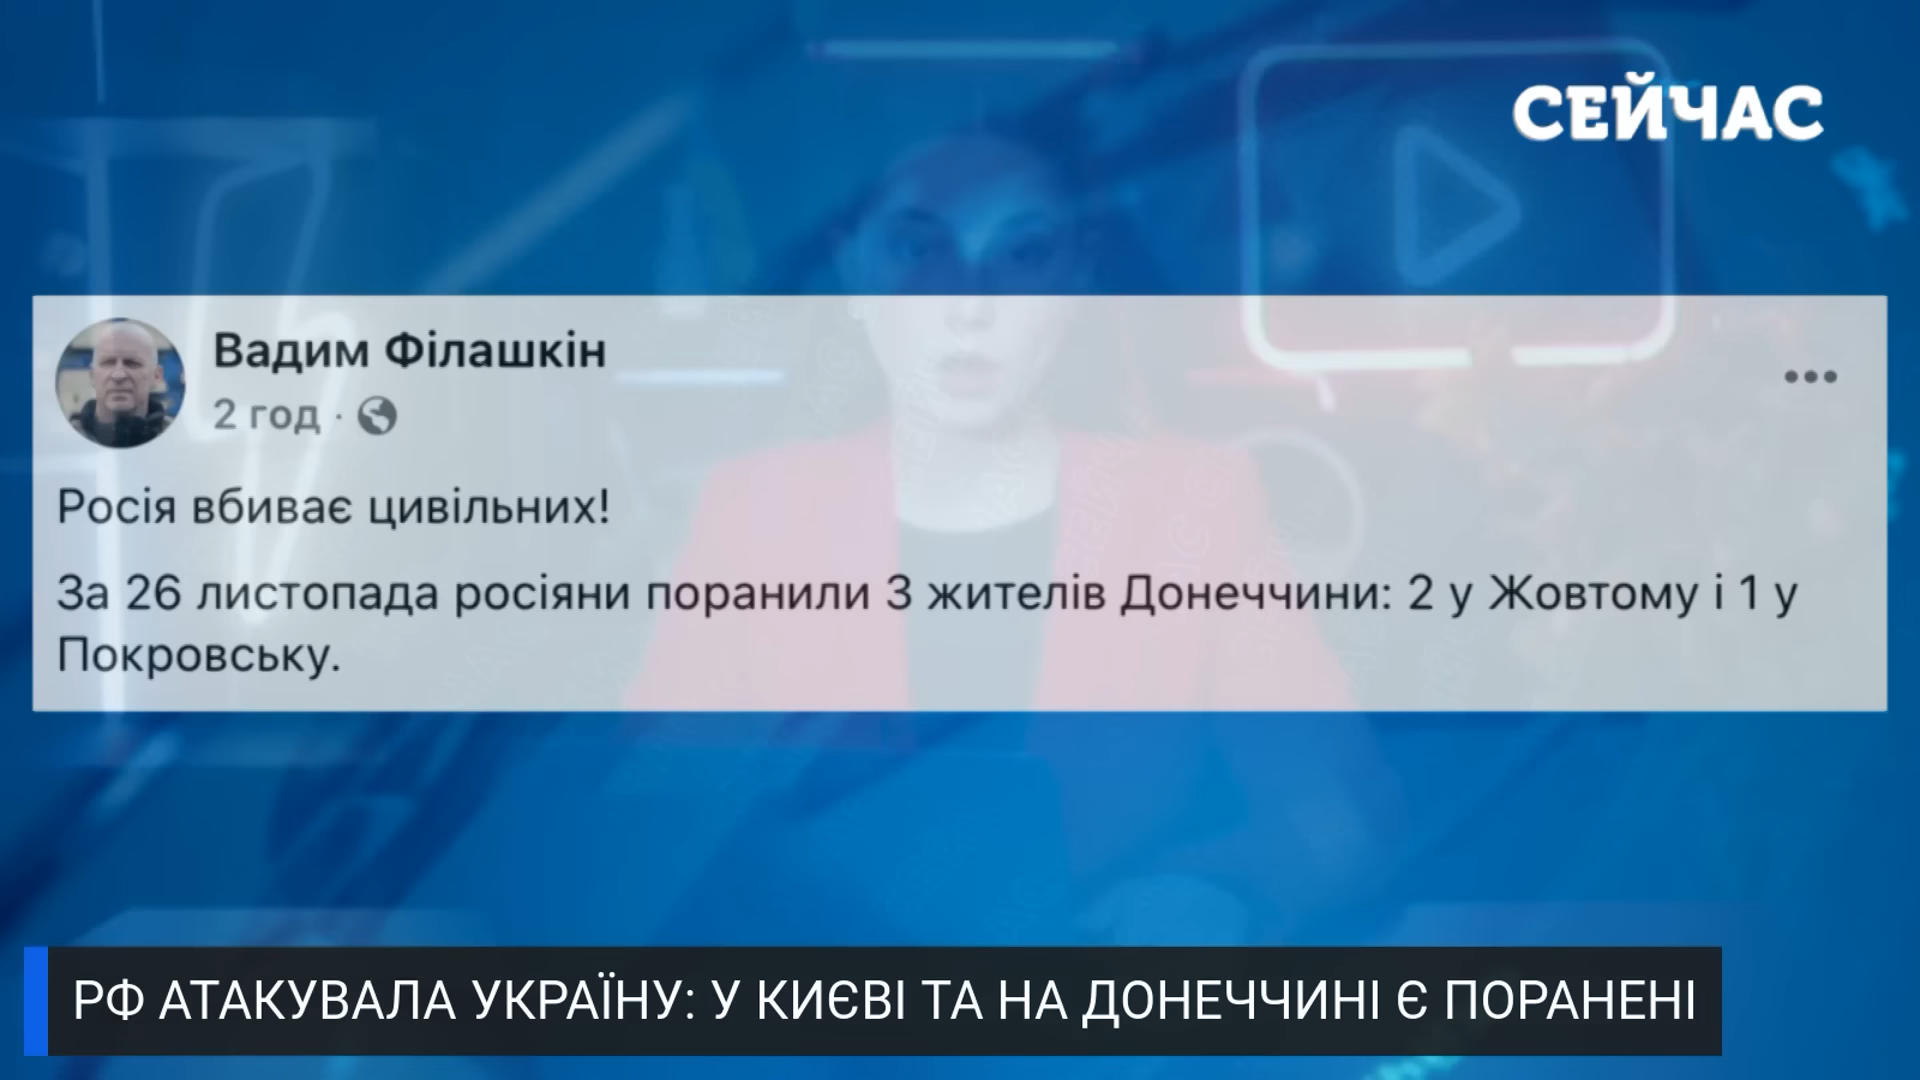 СЕЙЧАС
Вадим Філашкін
2 год ·
Росія вбиває цивільних!
За 26 листопада росіяни поранили 3 жителів Донеччини: 2 у Жовтому і 1 у
Покровську.
РФ АТАКУВАЛА УКРАЇНУ: У КИЄВІ ТА НА ДОНЕЧЧИНІ Є ПОРАНЕНІ